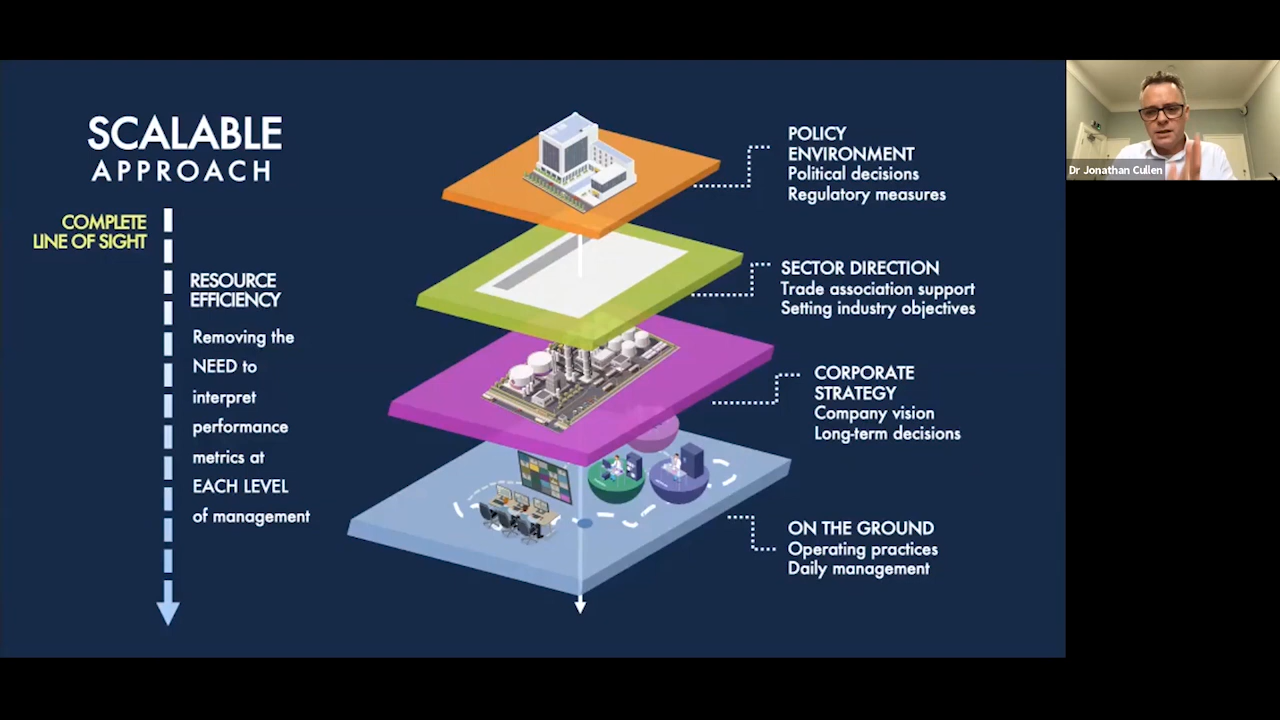 SCALABLE
APPROACH
COMPLETE
LINE OF SIGHT
RESOURCE
EFFICIENCY
Removing the
NEED to
interpret
performance
metrics at
EACH LEVEL
of management
POLICY
ENVIRONMENT
Political decisions
Regulatory measures
SECTOR DIRECTION
Trade association support
Setting industry objectives
CORPORATE
STRATEGY
Company vision
Long-term decisions
ON THE GROUND
Operating practices
Daily management
Dr Jonathan Cullen